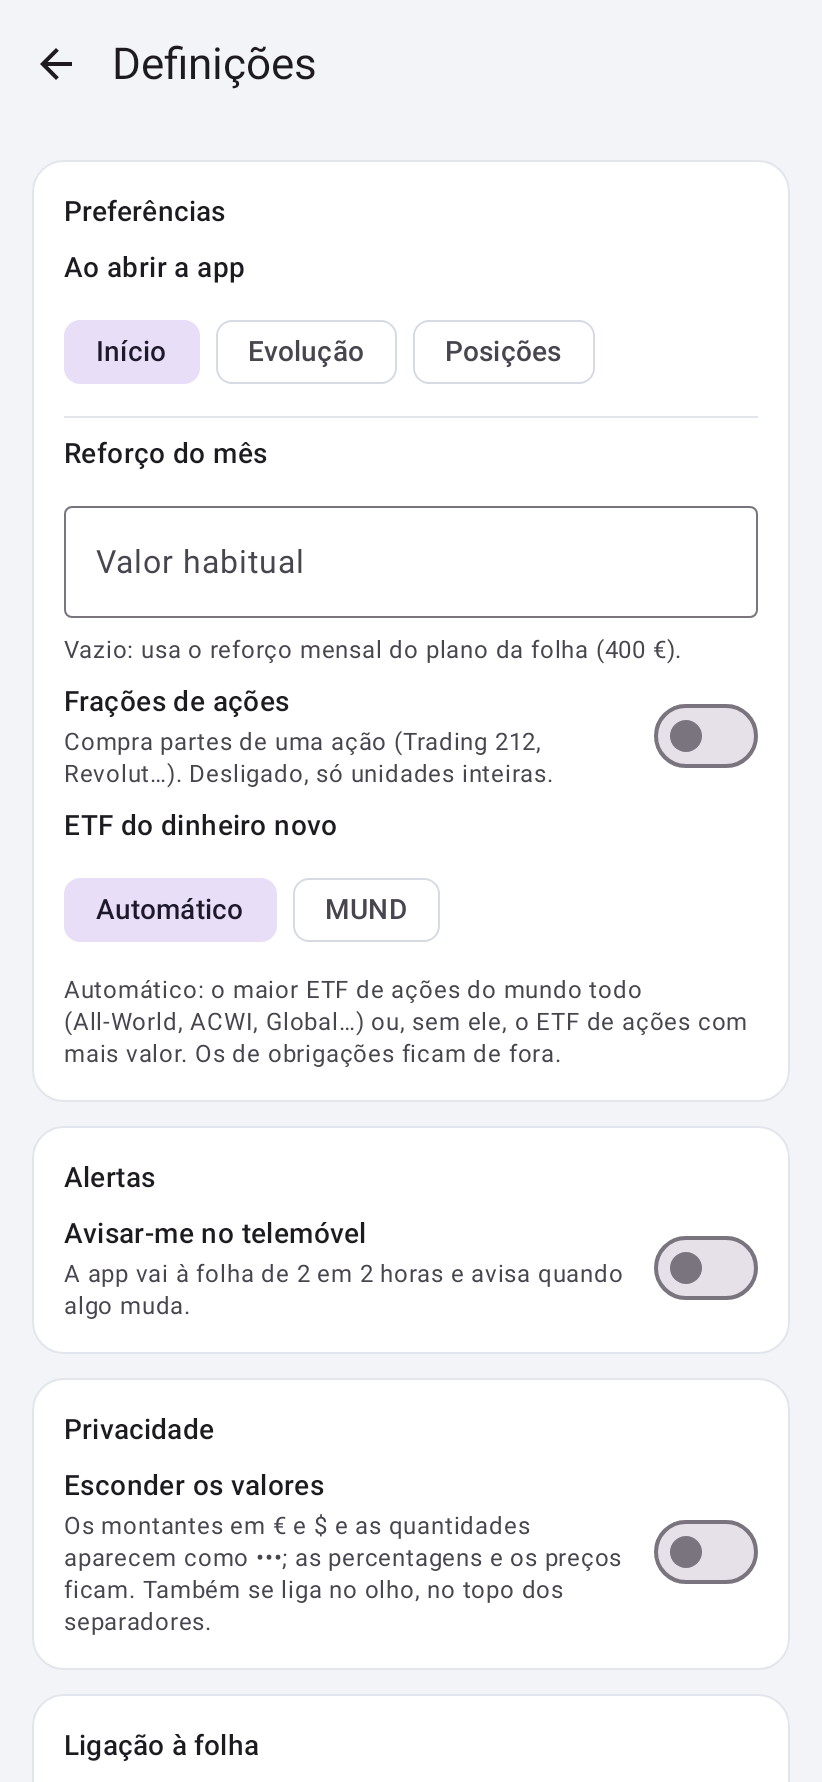 Definições
Preferências
Ao abrir a app
Início
Evolução
Posições
Reforço do mês
Valor habitual
Vazio: usa o reforço mensal do plano da folha (400 €).
Frações de ações
Compra partes de uma ação (Trading 212,
Revolut…). Desligado, só unidades inteiras.
ETF do dinheiro novo
Automático
MUND
Automático: o maior ETF de ações do mundo todo
(All-World, ACWI, Global…) ou, sem ele, o ETF de ações com
mais valor. Os de obrigações ficam de fora.
Alertas
Avisar-me no telemóvel
A app vai à folha de 2 em 2 horas e avisa quando
algo muda.
Privacidade
Esconder os valores
Os montantes em € e $ e as quantidades
aparecem como •••; as percentagens e os preços
ficam. Também se liga no olho, no topo dos
separadores.
Ligação à folha